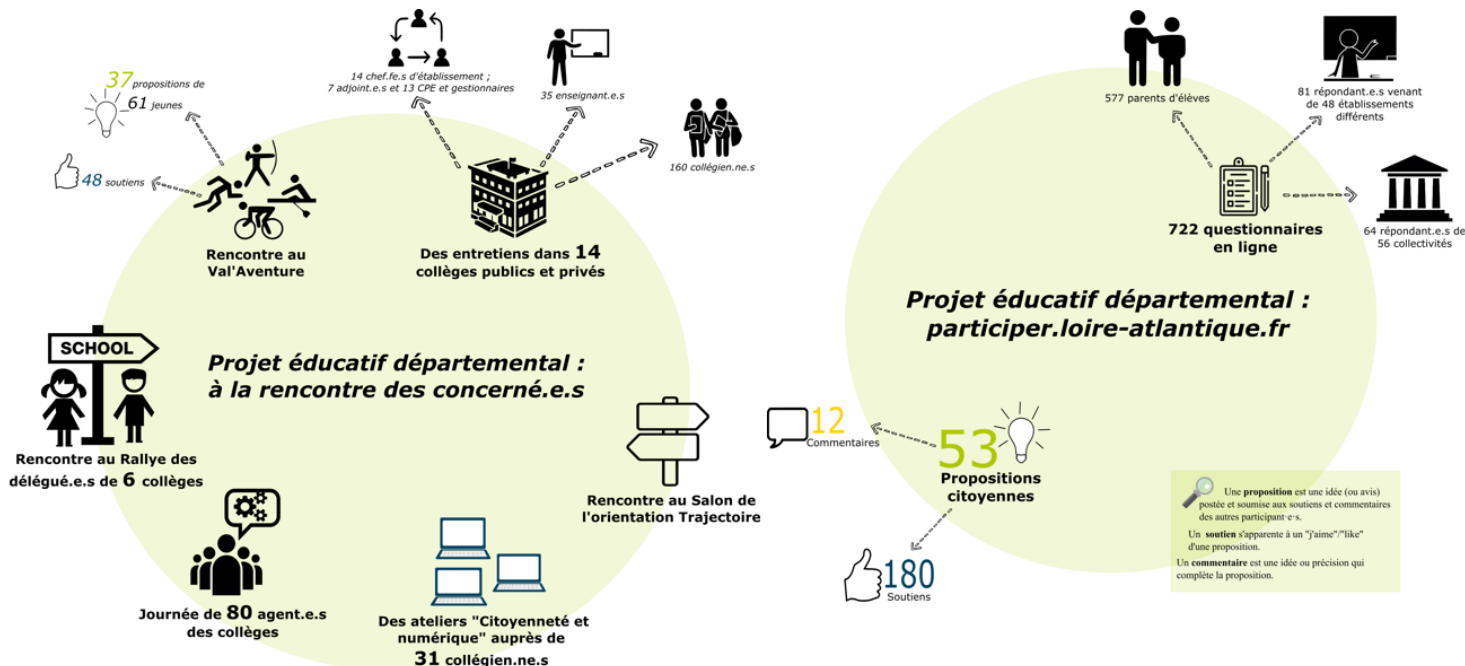 37 propositions de
61 jeunes
48 soutiens
Rencontre au
Val'Aventure
14 chef.fe.s d'établissement ;
7 adjoint.e.s et 13 CPE et gestionnaires
35 enseignant.e.s
160 collégien.ne.s
Des entretiens dans 14
collèges publics et privés
SCHOOL
Projet éducatif départemental :
à la rencontre des concerné.e.s
Rencontre au Rallye des
délégué.e.s de 6 collèges
Rencontre au Salon de
l'orientation Trajectoire
Journée de 80 agent.e.s
des collèges
Des ateliers "Citoyenneté et
numérique" auprès de
31 collégien.ne.s
577 parents d'élèves
81 répondant.e.s venant
de 48 établissements
différents
722 questionnaires
en ligne
64 répondant.e.s de
56 collectivités
Projet éducatif départemental :
participer.loire-atlantique.fr
12
Commentaires
53
Propositions
citoyennes
180
Soutiens
Une proposition est une idée (ou avis)
postée et soumise aux soutiens et commentaires
des autres participant·e·s.
Un soutien s'apparente à un "j'aime"/"like"
d'une proposition.
Un commentaire est une idée ou précision qui
complète la proposition.